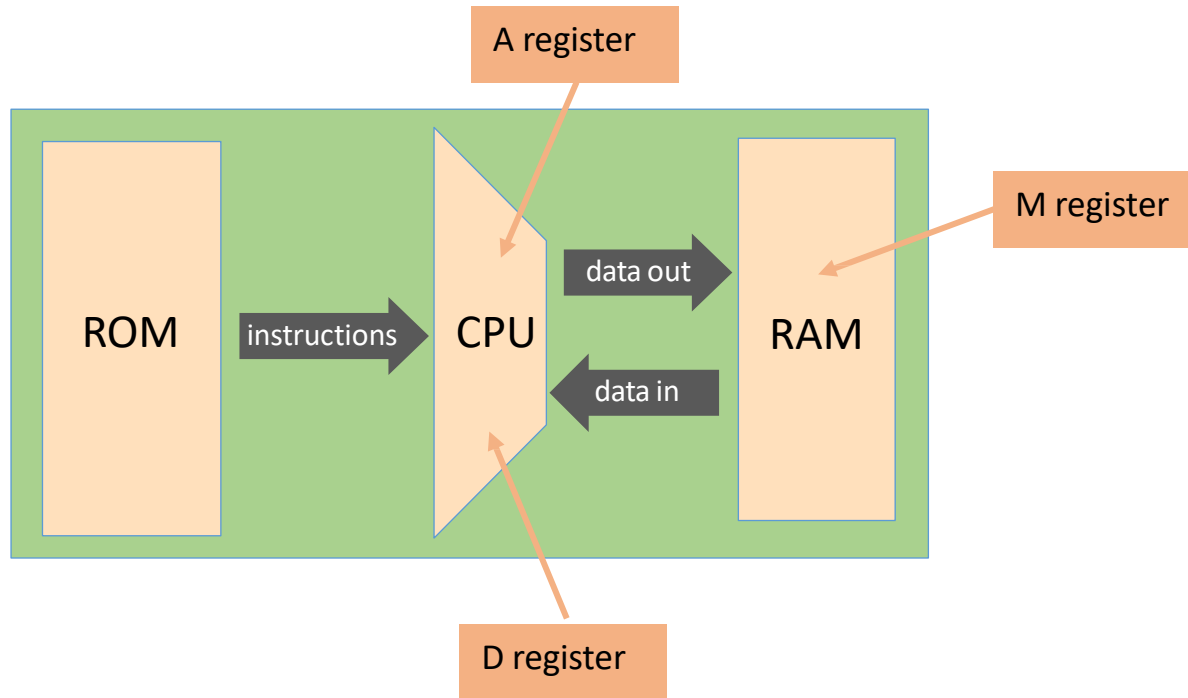 A register
M register
data out
ROM
instructions
CPU
RAM
data in
D register